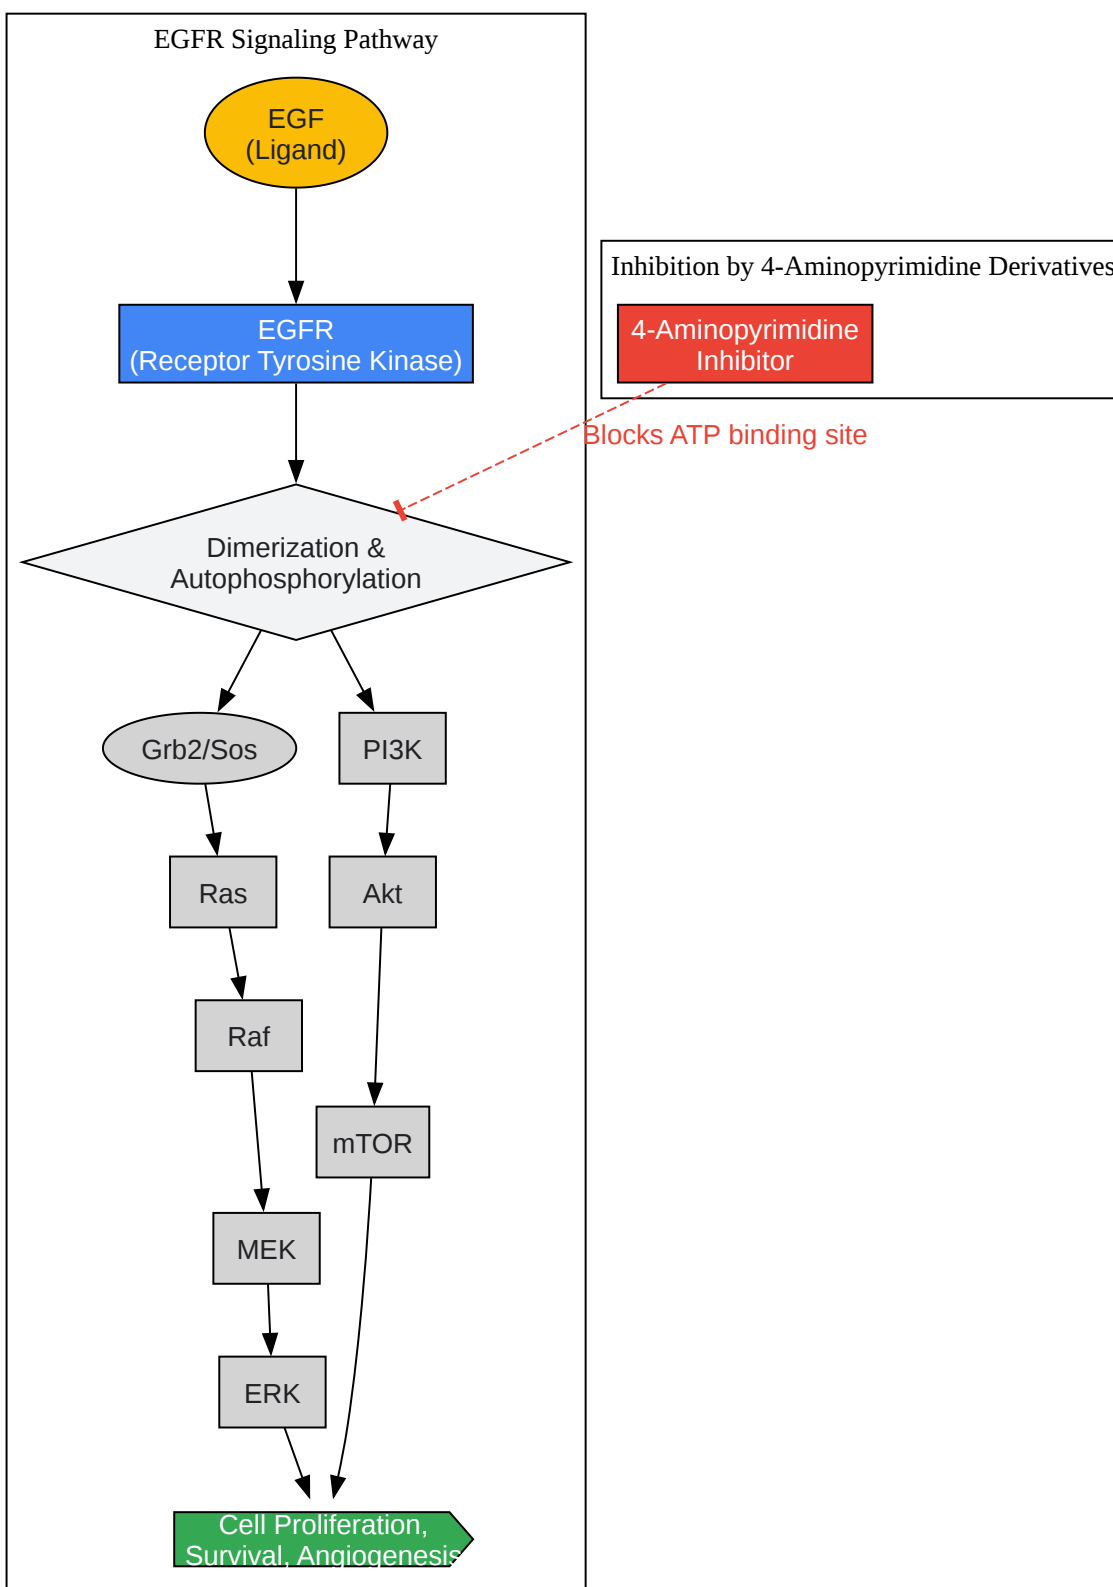 EGFR Signaling Pathway
EGF
(Ligand)
Inhibition by 4-Aminopyrimidine Derivatives
EGFR
(Receptor Tyrosine Kinase)
4-Aminopyrimidine
Inhibitor
Blocks ATP binding site
Dimerization &
Autophosphorylation
Grb2/Sos
PI3K
Ras
Akt
Raf
mTOR
MEK
ERK
Cell Proliferation,
Survival, Angiogenesis